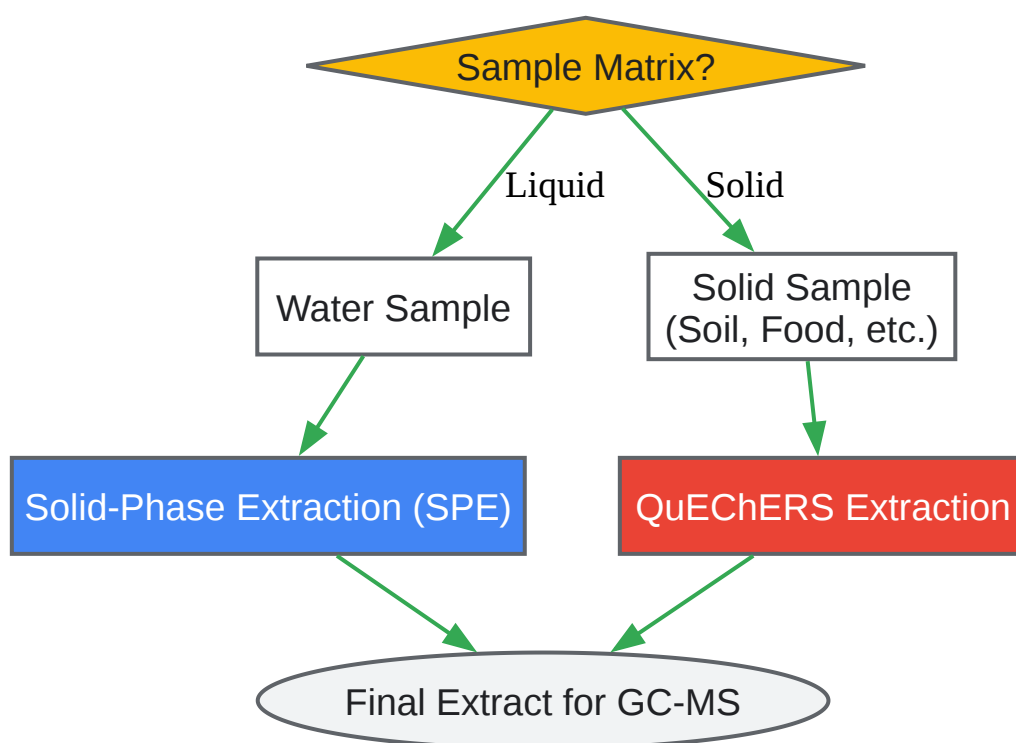 Sample Matrix?
Liquid
Solid
Water Sample
Solid Sample
(Soil, Food, etc.)
Solid-Phase Extraction (SPE)
QuEChERS Extraction
Final Extract for GC-MS